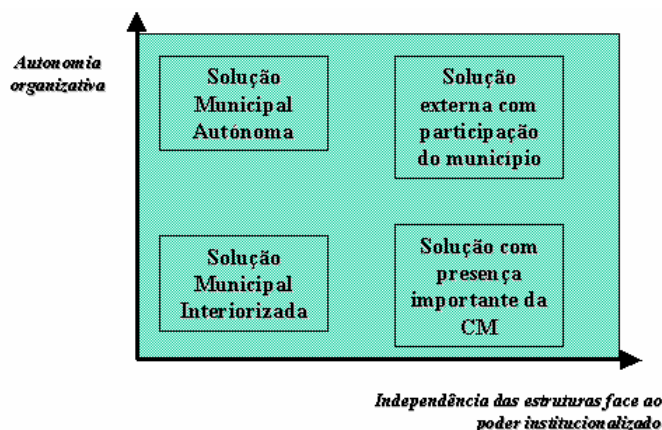 Autonomia
organizativa
Solução
Municipal
Autónoma
Solução
externa com
participação
do município
Solução
Municipal
Interiorizada
Solução com
presença
importante da
CM
Independência das estruturas face ao
poder institucionalizado